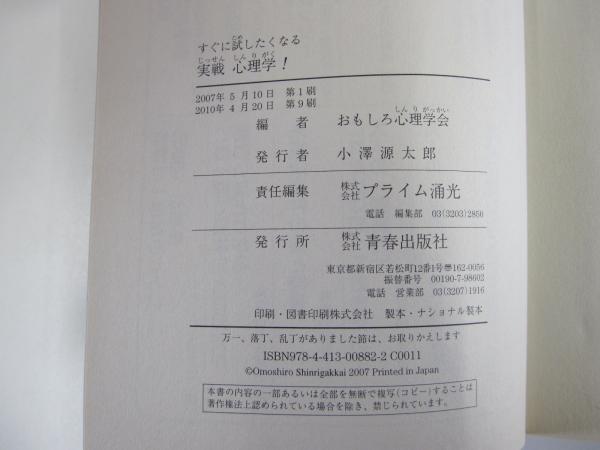 すぐに試したくなる
実戦 心理学！
2007年5月10日 第1刷
2010年4月20日 第9刷
編者 おもしろ心理学会
発行者 小澤源太郎
責任編集 株式会社プライム涌光
電話 編集部 03(3203)2850
発行所 株式会社青春出版社
東京都新宿区若松町12番1号〒162-0056
振替番号 00190-7-98602
電話 営業部 03(3207)1916
印刷・図書印刷株式会社 製本・ナショナル製本
万一、落丁、乱丁がありました節は、お取りかえします
ISBN978-4-413-00882-2 C0011
©Omoshiro Shinrigakkai 2007 Printed in Japan
本書の内容の一部あるいは全部を無断で複写(コピー)することは
著作権法上認められている場合を除き、禁じられています。